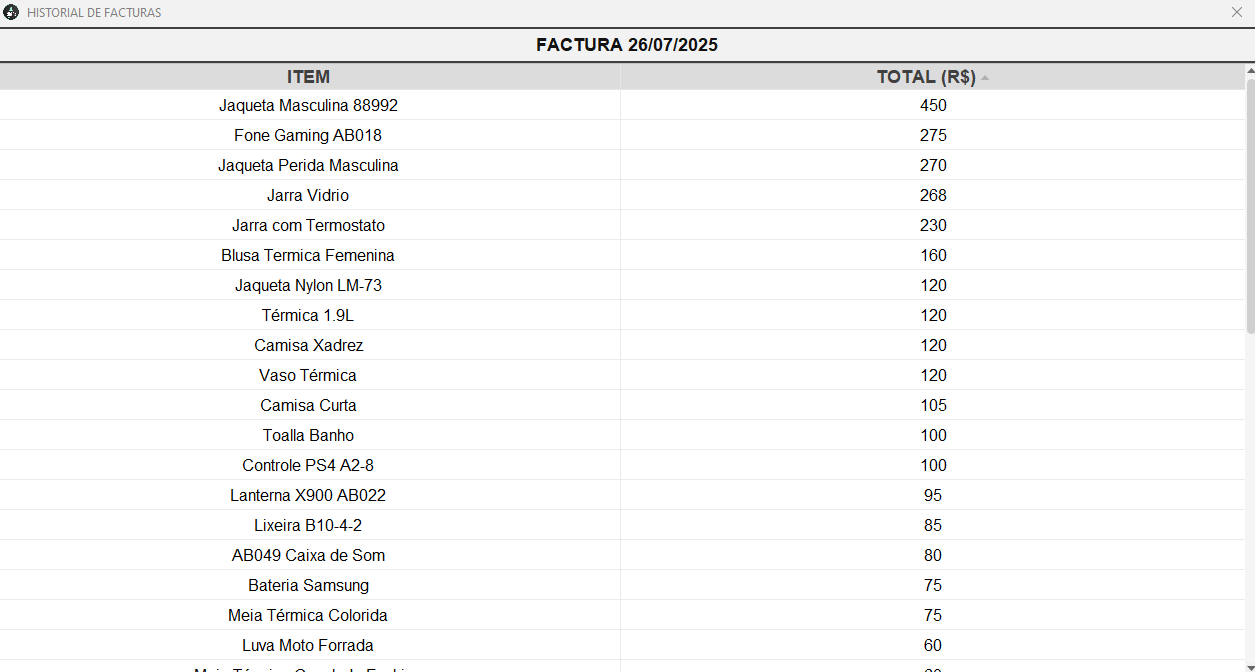 HISTORIAL DE FACTURAS
FACTURA 26/07/2025
ITEM TOTAL (R$)
Jaqueta Masculina 88992 450
Fone Gaming AB018 275
Jaqueta Perida Masculina 270
Jarra Vidrio 268
Jarra com Termostato 230
Blusa Termica Femenina 160
Jaqueta Nylon LM-73 120
Térmica 1.9L 120
Camisa Xadrez 120
Vaso Térmica 120
Camisa Curta 105
Toalla Banho 100
Controle PS4 A2-8 100
Lanterna X900 AB022 95
Lixeira B10-4-2 85
AB049 Caixa de Som 80
Bateria Samsung 75
Meia Térmica Colorida 75
Luva Moto Forrada 60